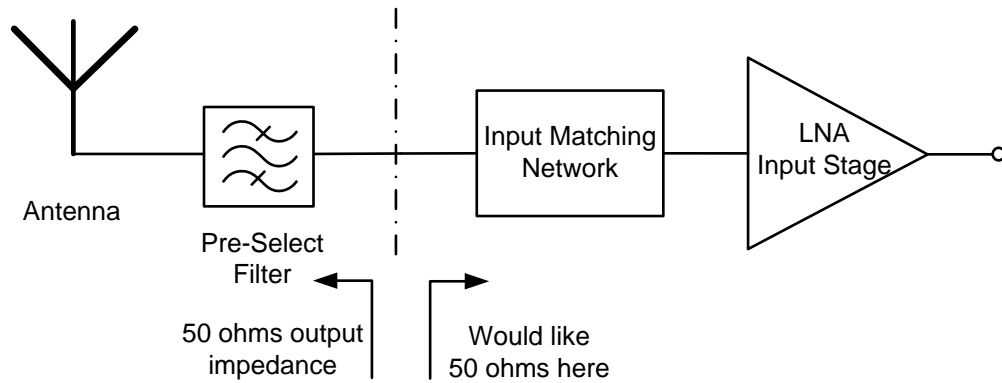 Antenna
Pre-Select
Filter
Input Matching
Network
LNA
Input Stage
50 ohms output
impedance
Would like
50 ohms here